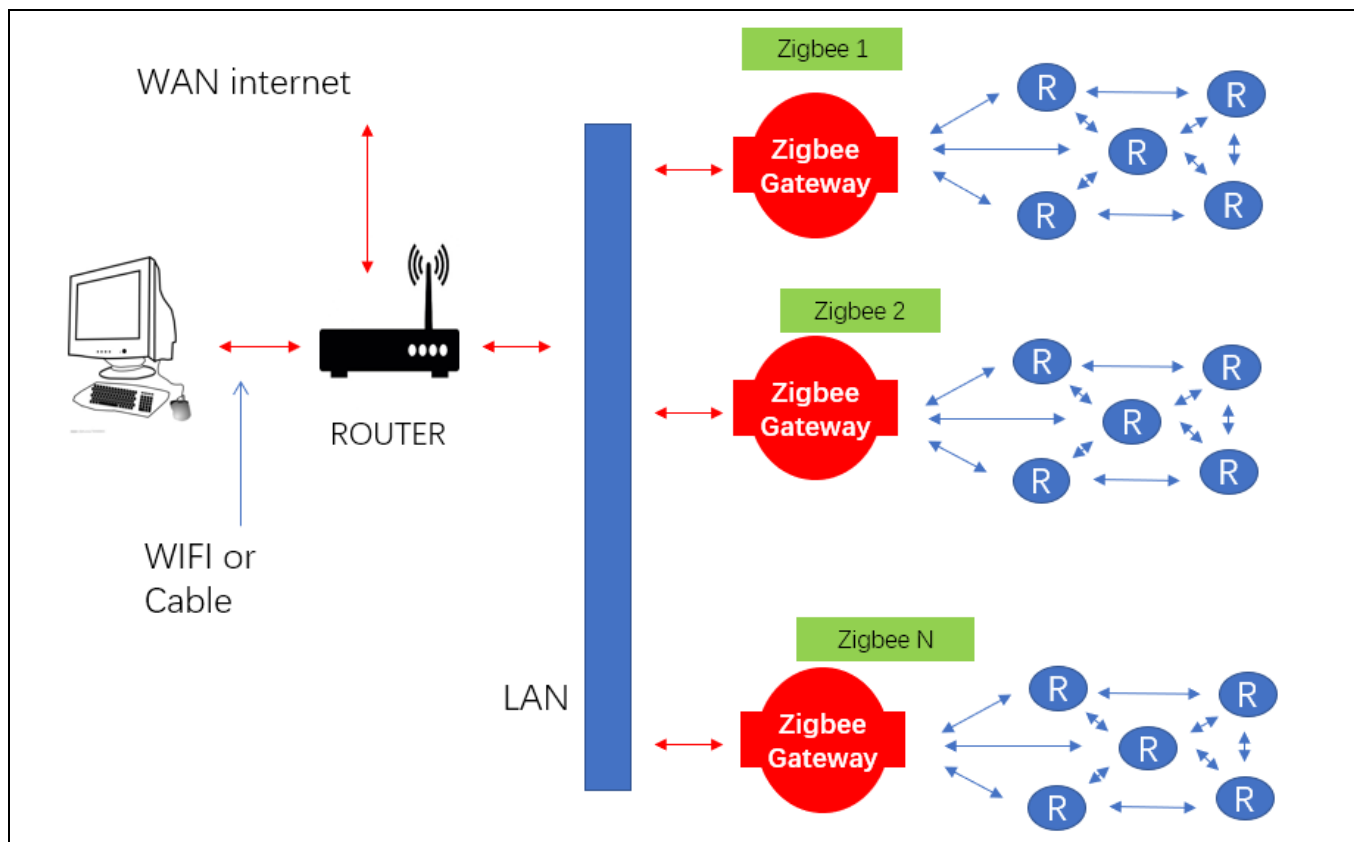 WAN internet
ROUTER
WIFI or
Cable
LAN
Zigbee 1
Zigbee
Gateway
R
R
R
R
R
Zigbee 2
Zigbee
Gateway
R
R
R
R
R
Zigbee N
Zigbee
Gateway
R
R
R
R
R